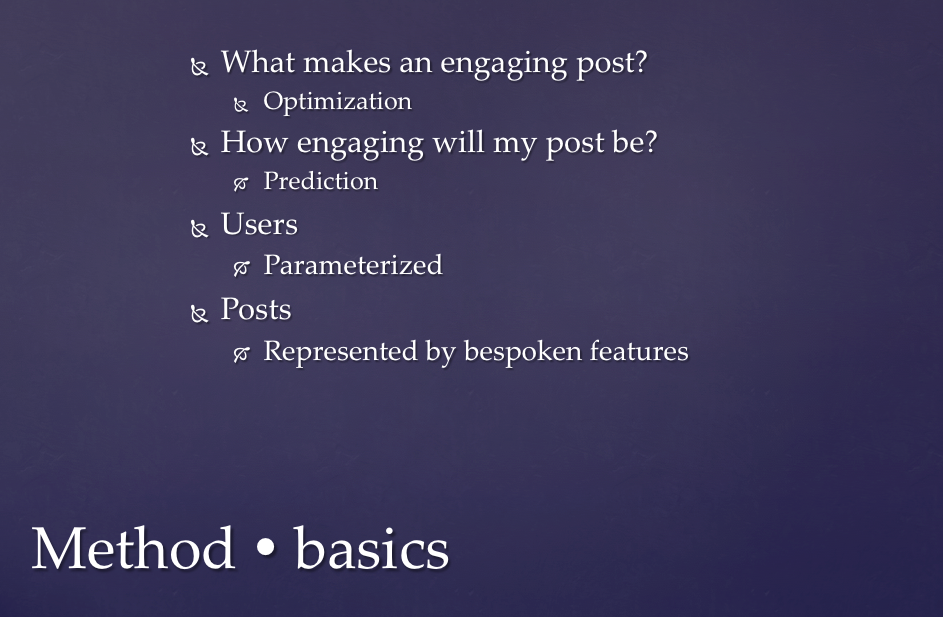 What makes an engaging post?
Optimization
How engaging will my post be?
Prediction
Users
Parameterized
Posts
Represented by bespoken features
Method • basics